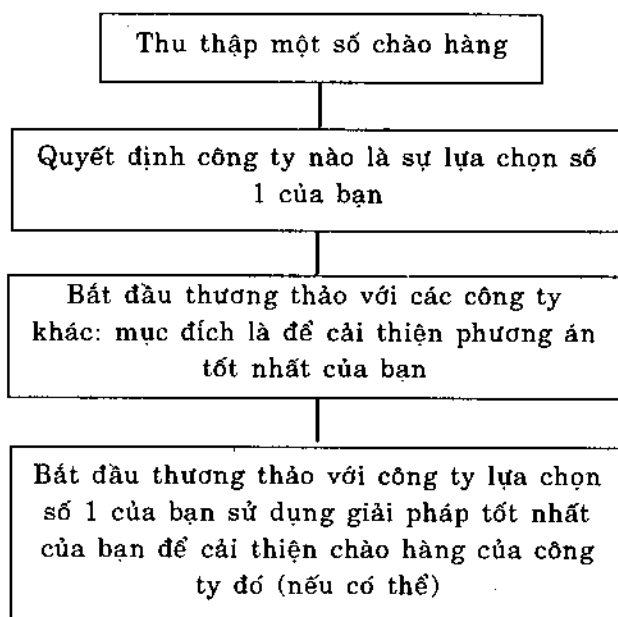 Thu thập một số chào hàng
Quyết định công ty nào là sự lựa chọn số
1 của bạn
Bắt đầu thương thảo với các công ty
khác: mục đích là để cải thiện phương án
tốt nhất của bạn
Bắt đầu thương thảo với công ty lựa chọn
số 1 của bạn sử dụng giải pháp tốt nhất
của bạn để cải thiện chào hàng của công
ty đó (nếu có thể)